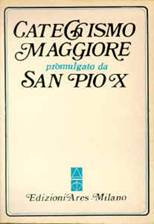 CATECHISMO
MAGGIORE
promulgato da
SAN PIO X
Edizioni Ares Milano